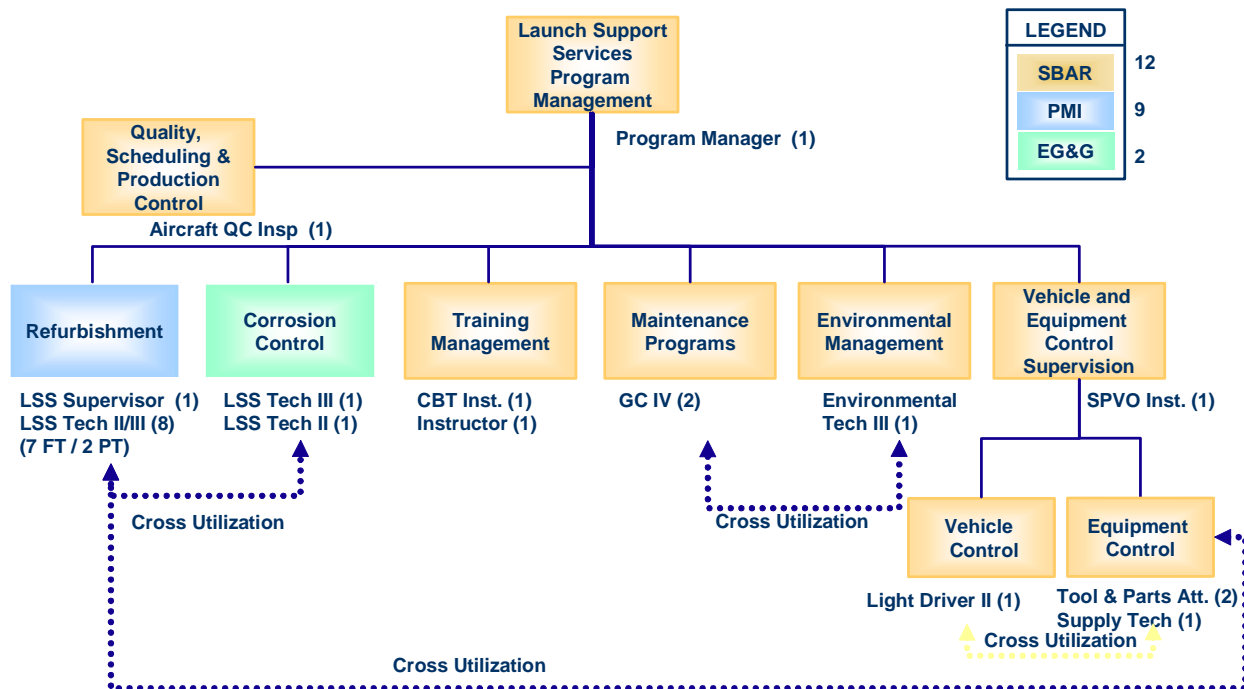 Launch Support
Services
Program
Management
Program Manager (1)
LEGEND
SBAR
12
PMI
9
EG&G
2
Quality,
Scheduling &
Production
Control
Aircraft QC Insp (1)
Refurbishment
LSS Supervisor (1)
LSS Tech II/III (8)
(7 FT / 2 PT)
Corrosion
Control
LSS Tech III (1)
LSS Tech II (1)
Training
Management
CBT Inst. (1)
Instructor (1)
Maintenance
Programs
GC IV (2)
Environmental
Management
Environmental
Tech III (1)
Vehicle and
Equipment
Control
Supervision
SPVO Inst. (1)
Cross Utilization
Cross Utilization
Vehicle
Control
Light Driver II (1)
Equipment
Control
Tool & Parts Att. (2)
Supply Tech (1)
Cross Utilization
Cross Utilization